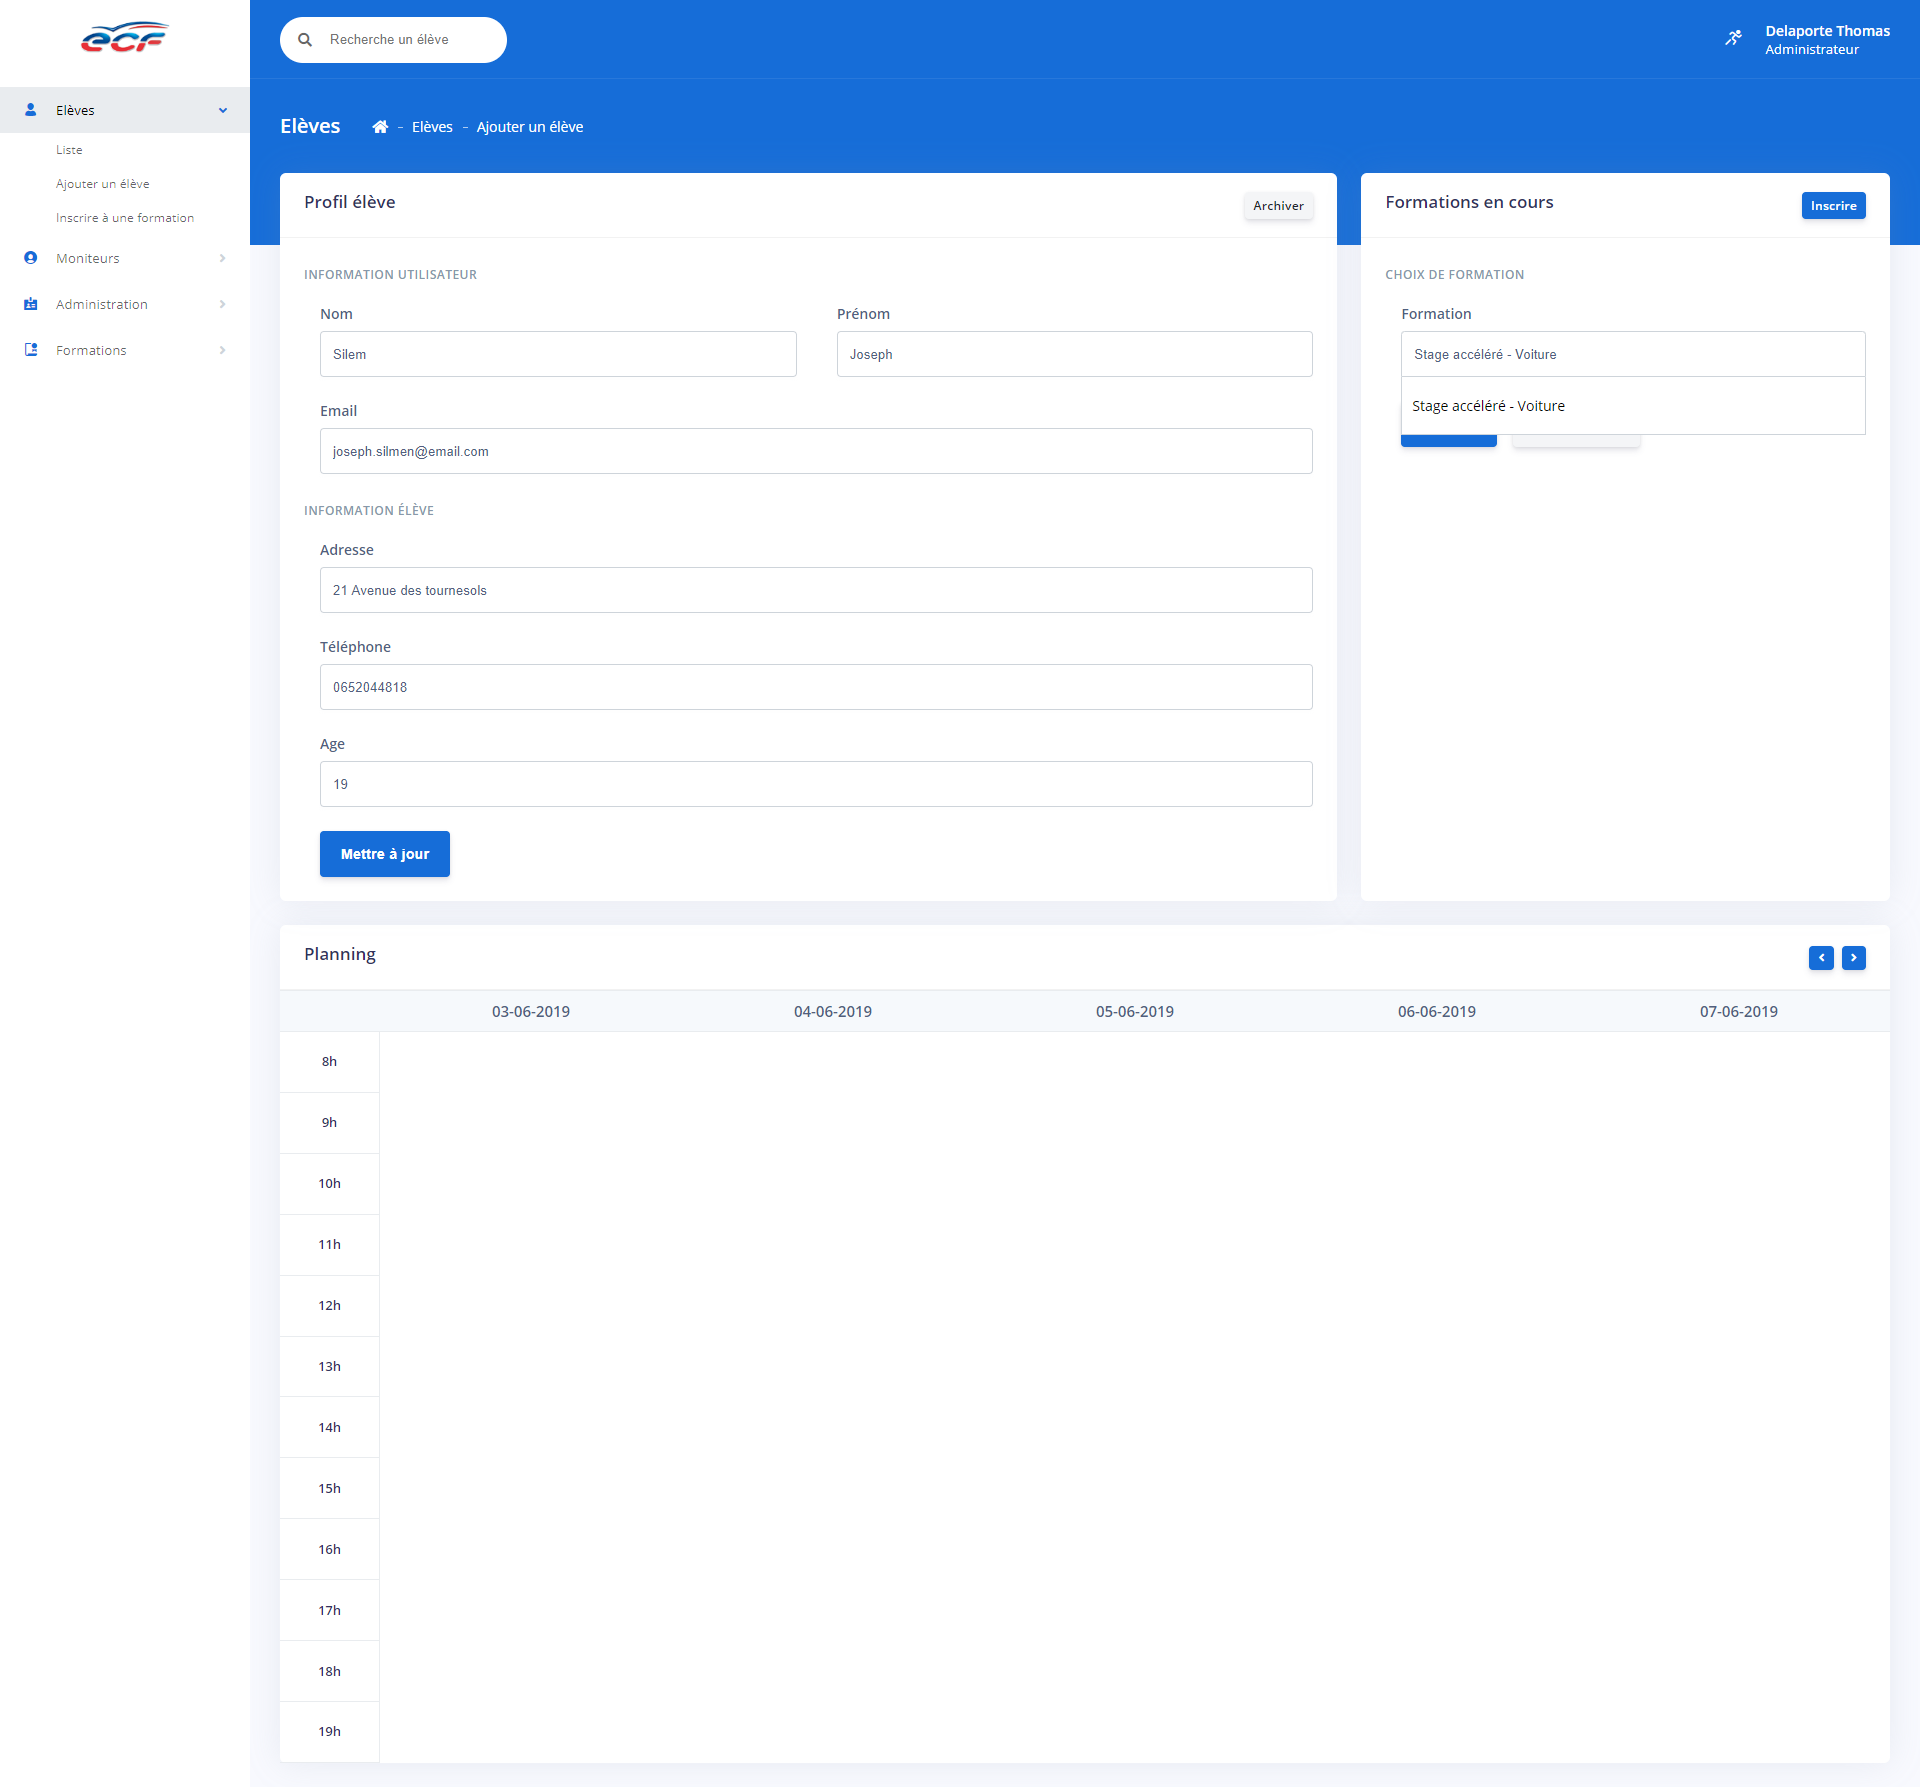 ecf
Recherche un élève
Delaporte Thomas
Administrateur
Elèves
Liste
Ajouter un élève
Inscrire à une formation
Moniteurs
Administration
Formations
Elèves - Elèves - Ajouter un élève
Profil élève
Archiver
INFORMATION UTILISATEUR
Nom
Silem
Prénom
Joseph
Email
joseph.silmen@email.com
INFORMATION ÉLÈVE
Adresse
21 Avenue des tournesols
Téléphone
0652044818
Age
19
Mettre à jour
Formations en cours
Inscrire
CHOIX DE FORMATION
Formation
Stage accéléré - Voiture
Stage accéléré - Voiture
Planning
03-06-2019 04-06-2019 05-06-2019 06-06-2019 07-06-2019
8h
9h
10h
11h
12h
13h
14h
15h
16h
17h
18h
19h